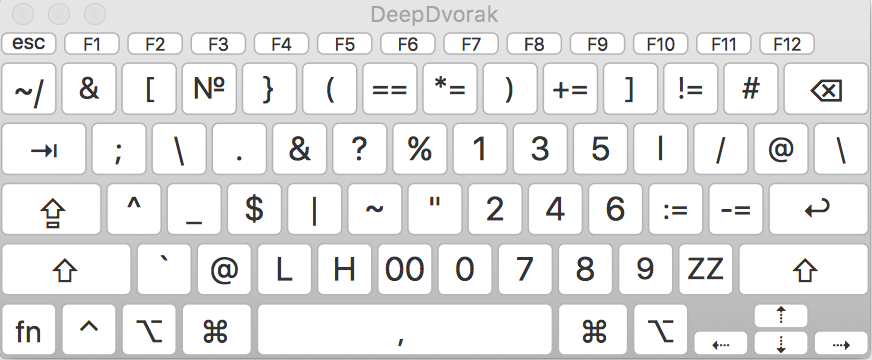 DeepDvorak
esc F1 F2 F3 F4 F5 F6 F7 F8 F9 F10 F11 F12
~/ & [ № } ( == *= ) += ] != # ⌫
⇥ ; \ . & ? % 1 3 5 l / @ \
⇪ ^ _ $ | ~ " 2 4 6 := -= ↩
⇧ ` @ L H 00 0 7 8 9 ZZ ⇧
fn ^ ⌥ ⌘ , ⌘ ⌥ ⇠ ⇡ ⇣ ⇢